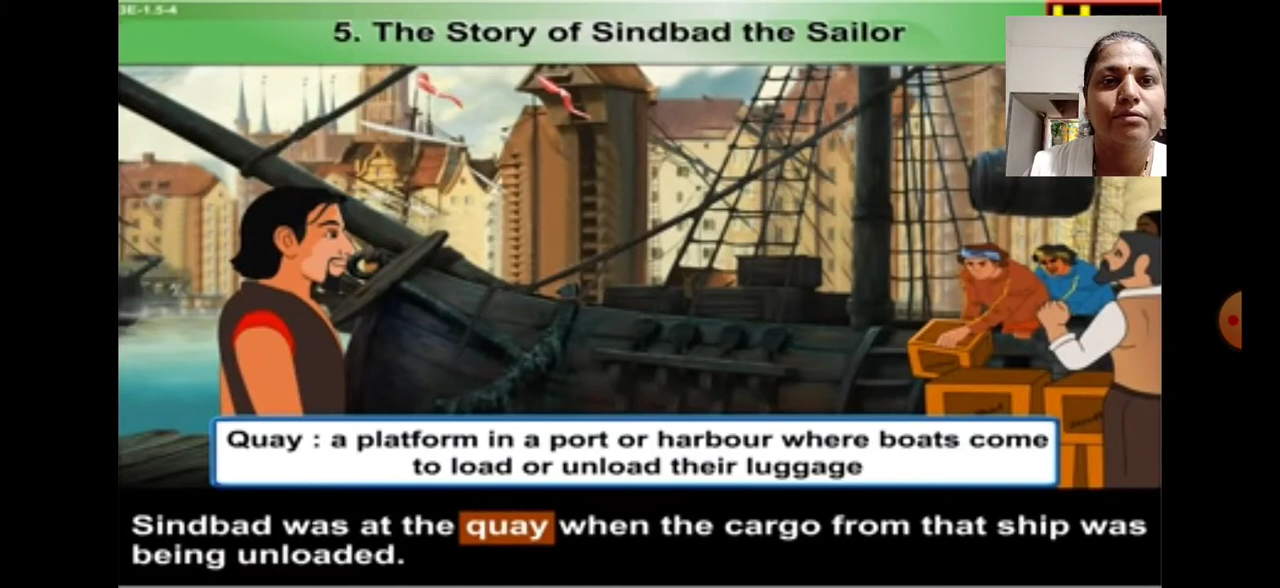 3E-1.5-4
5. The Story of Sindbad the Sailor
Quay : a platform in a port or harbour where boats come
to load or unload their luggage
Sindbad was at the quay when the cargo from that ship was
being unloaded.